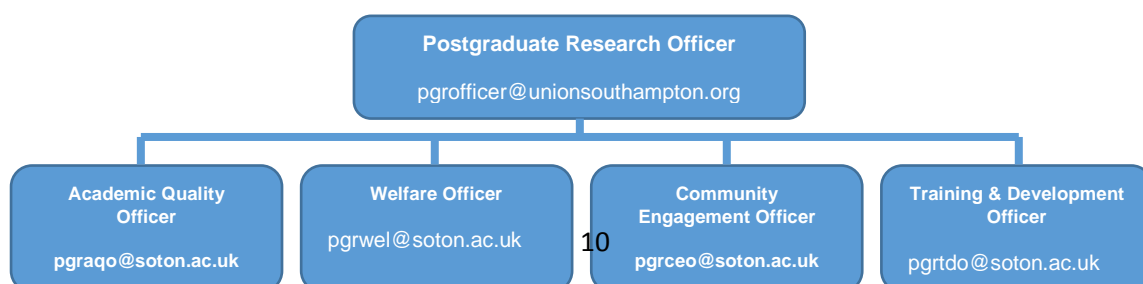 Postgraduate Research Officer
pgrofficer@unionsouthampton.org
Academic Quality
Officer
pgraqo@soton.ac.uk
Welfare Officer
pgrwel@soton.ac.uk
10
Community
Engagement Officer
pgrceo@soton.ac.uk
Training & Development
Officer
pgrtdo@soton.ac.uk